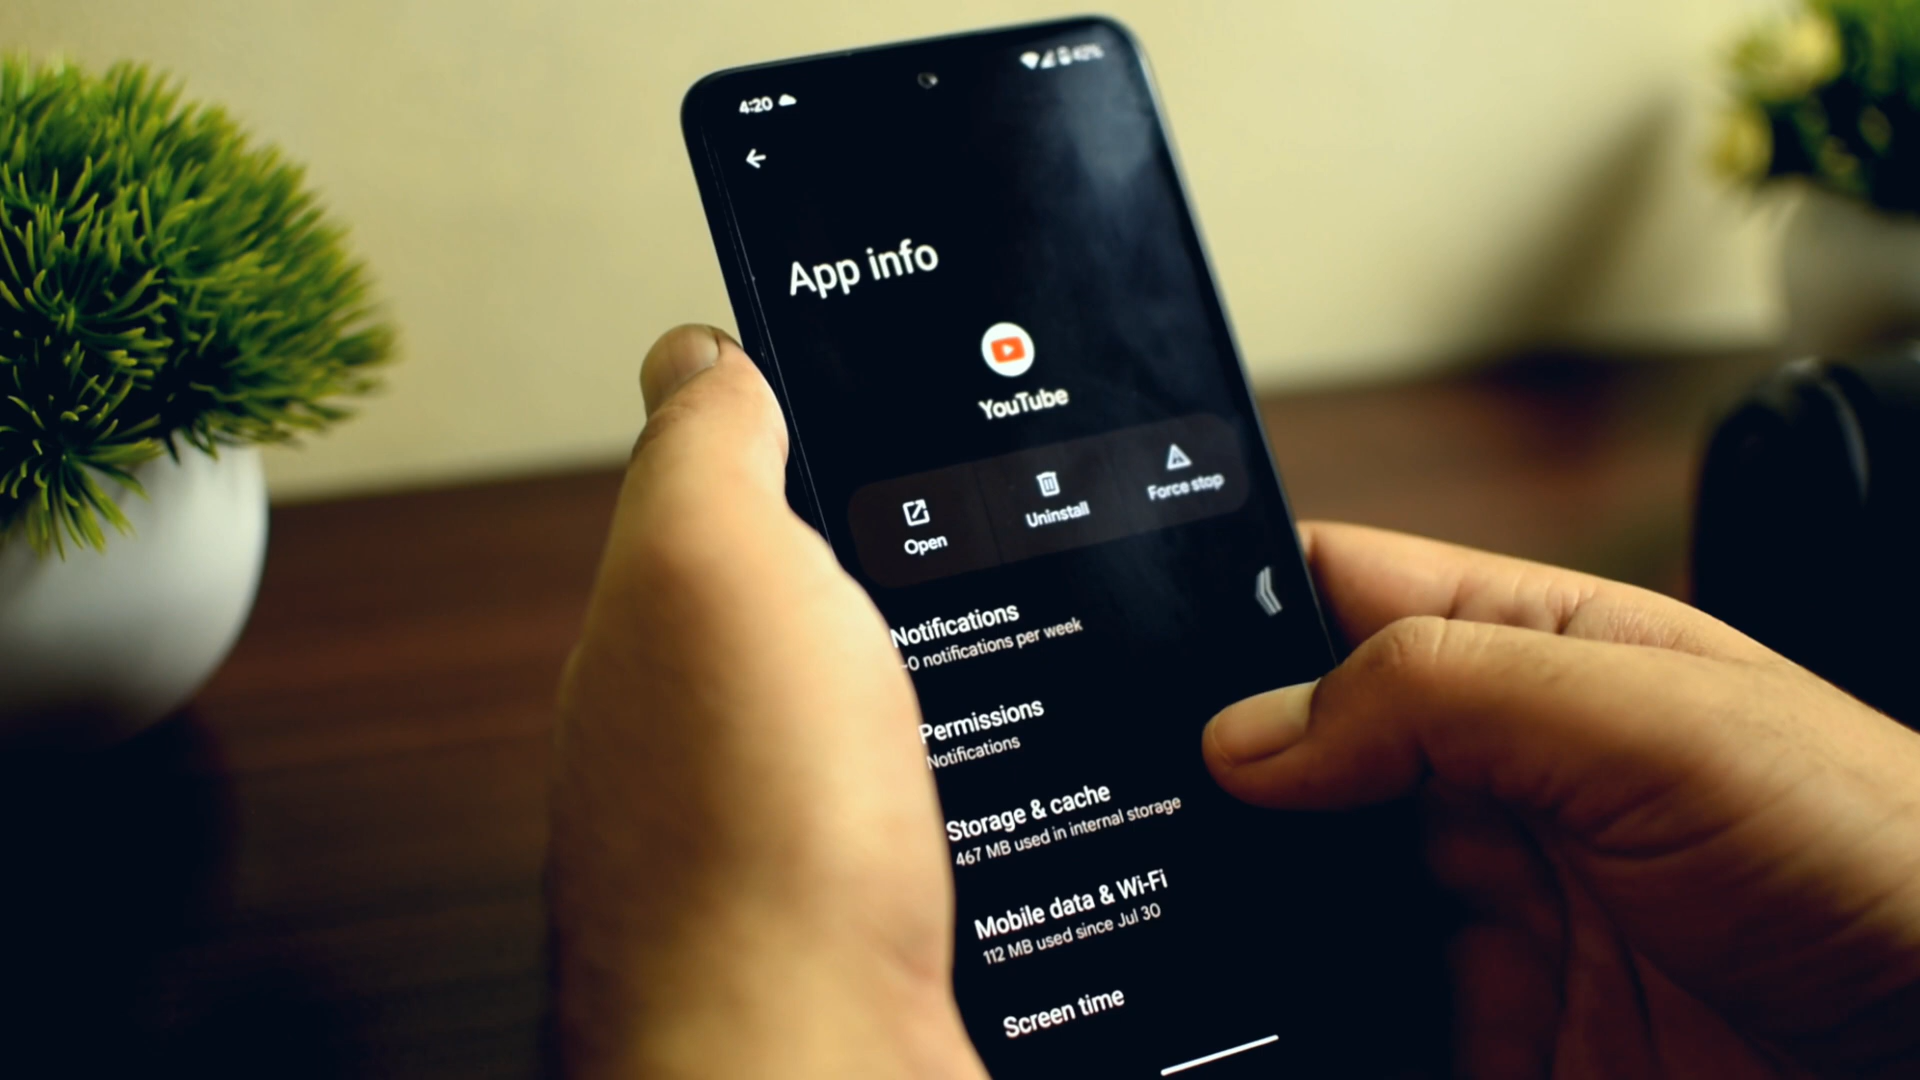 4:20
42%
App info
YouTube
Open
Uninstall
Force stop
Notifications
~0 notifications per week
Permissions
Notifications
Storage & cache
467 MB used in internal storage
Mobile data & Wi-Fi
112 MB used since Jul 30
Screen time